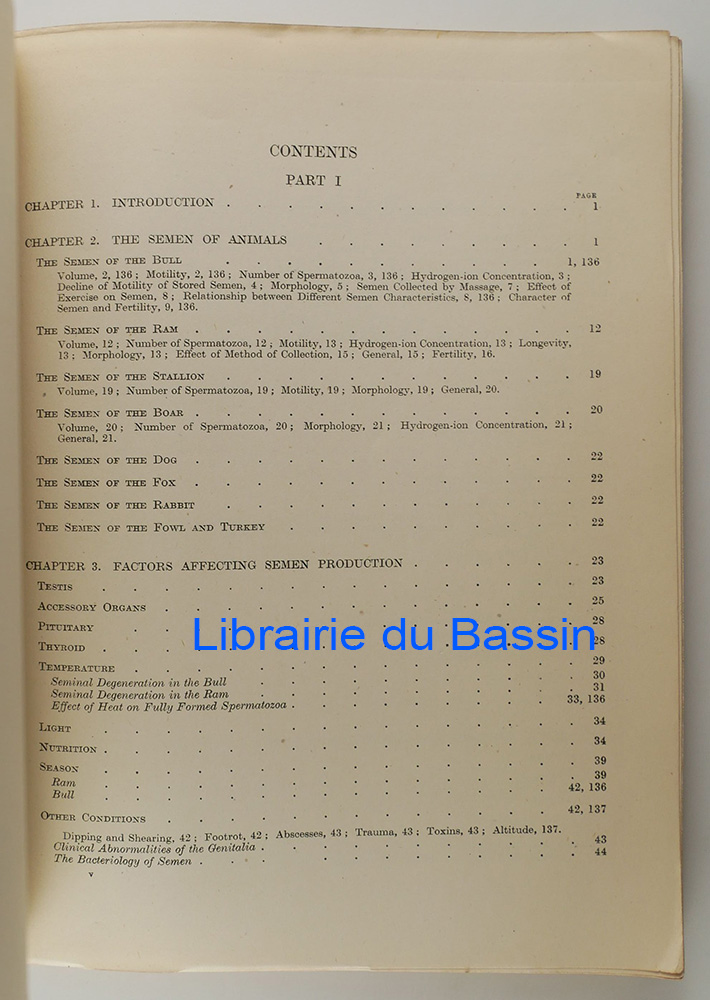 CONTENTS
PART I
PAGE
CHAPTER 1. INTRODUCTION . . . . . . . . . . . . . 1
CHAPTER 2. THE SEMEN OF ANIMALS . . . . . . . . . . 1
THE SEMEN OF THE BULL . . . . . . . . . . . 1, 136
Volume, 2, 136 ; Motility, 2, 136 ; Number of Spermatozoa, 3, 136 ; Hydrogen-ion Concentration, 3 ;
Decline of Motility of Stored Semen, 4 ; Morphology, 5 ; Semen Collected by Massage, 7 ; Effect of
Exercise on Semen, 8 ; Relationship between Different Semen Characteristics, 8, 136 ; Character of
Semen and Fertility, 9, 136.
THE SEMEN OF THE RAM . . . . . . . . . . . . . 12
Volume, 12 ; Number of Spermatozoa, 12 ; Motility, 13 ; Hydrogen-ion Concentration, 13 ; Longevity,
13 ; Morphology, 13 ; Effect of Method of Collection, 15 ; General, 15 ; Fertility, 16.
THE SEMEN OF THE STALLION . . . . . . . . . . . . 19
Volume, 19 ; Number of Spermatozoa, 19 ; Motility, 19 ; Morphology, 19 ; General, 20.
THE SEMEN OF THE BOAR . . . . . . . . . . . . . 20
Volume, 20 ; Number of Spermatozoa, 20 ; Morphology, 21 ; Hydrogen-ion Concentration, 21 ;
General, 21.
THE SEMEN OF THE DOG . . . . . . . . . . . . . 22
THE SEMEN OF THE FOX . . . . . . . . . . . . . 22
THE SEMEN OF THE RABBIT . . . . . . . . . . . . 22
THE SEMEN OF THE FOWL AND TURKEY . . . . . . . . . . 22
CHAPTER 3. FACTORS AFFECTING SEMEN PRODUCTION . . . . . . 23
TESTIS . . . . . . . . . . . . . . . . 23
ACCESSORY ORGANS . . . . . . . . . . . . . . 25
PITUITARY . . . . . . . . . . . . . . . 28
THYROID . . . . . . . . . . . . . . . . 28
Librairie du Bassin
TEMPERATURE . . . . . . . . . . . . . . . 29
Seminal Degeneration in the Bull . . . . . . . . . . . 30
Seminal Degeneration in the Ram . . . . . . . . . . . 31
Effect of Heat on Fully Formed Spermatozoa . . . . . . . . . 33, 136
LIGHT . . . . . . . . . . . . . . . . 34
NUTRITION . . . . . . . . . . . . . . . . 34
SEASON . . . . . . . . . . . . . . . . 39
Ram . . . . . . . . . . . . . . . . 39
Bull . . . . . . . . . . . . . . . 42, 136
OTHER CONDITIONS . . . . . . . . . . . . . 42, 137
Dipping and Shearing, 42 ; Footrot, 42 ; Abscesses, 43 ; Trauma, 43 ; Toxins, 43 ; Altitude, 137.
Clinical Abnormalities of the Genitalia . . . . . . . . . . . 43
The Bacteriology of Semen . . . . . . . . . . . . 44
v